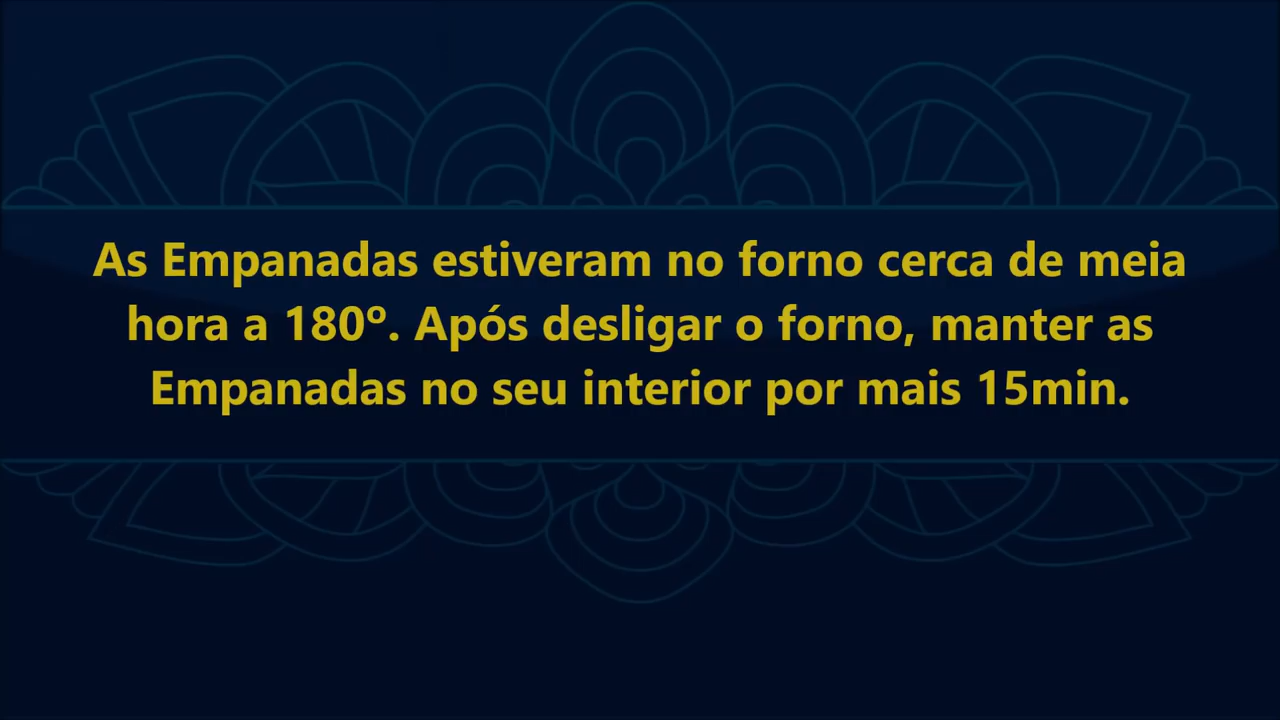 As Empanadas estiveram no forno cerca de meia
hora a 180º. Após desligar o forno, manter as
Empanadas no seu interior por mais 15min.